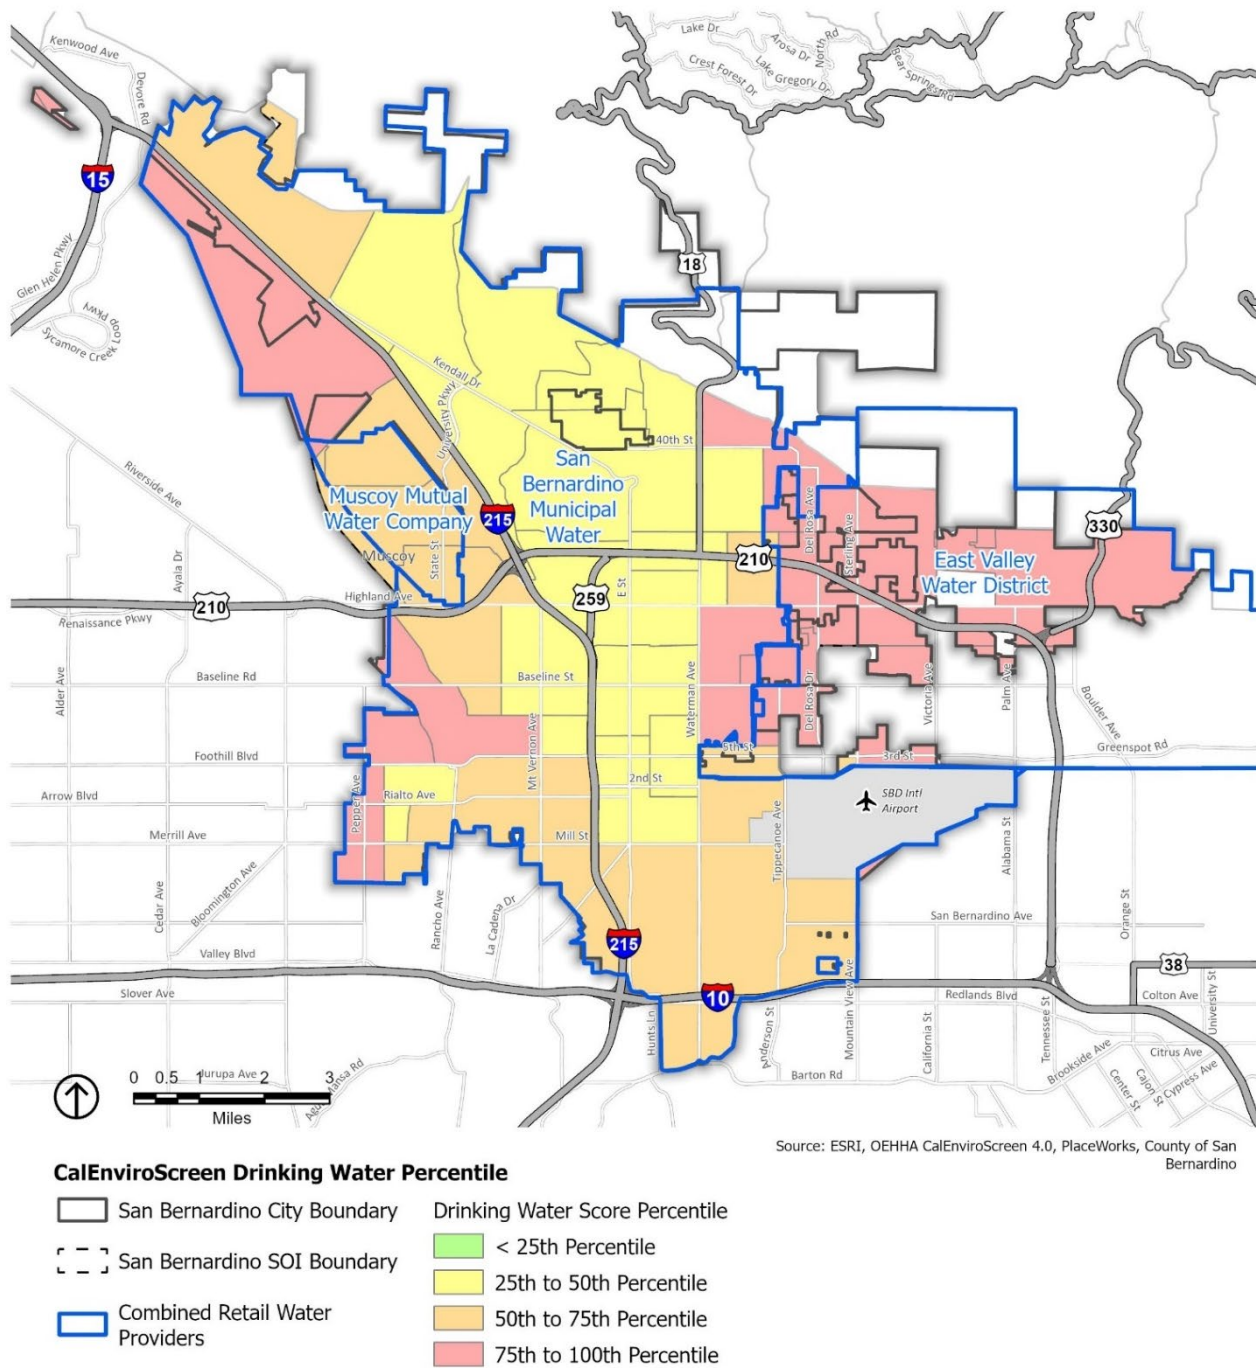 Kenwood Ave
Devore Rd
Lake Dr
Arosa Dr
North Rd
Bear Springs Rd
Crest Forest Dr
Lake Gregory Dr
15
Glen Helen Pkwy
Sycamore Creek Loop Pkwy
18
Kendall Dr
University Pkwy
40th St
Riverside Ave
San
Bernardino
Municipal
Water
Muscoy Mutual
Water Company
215
Del Rosa Ave
Sterling Ave
330
East Valley
Water District
Muscoy
State St
210
259
E St
Ayala Dr
Highland Ave
210
Renaissance Pkwy
Alder Ave
Baseline Rd
Baseline St
Waterman Ave
Del Rosa Dr
Victoria Ave
Palm Ave
Boulder Ave
Foothill Blvd
Mt Vernon Ave
5th St
3rd St
Greenspot Rd
2nd St
Arrow Blvd
Pepper Ave
Rialto Ave
SBD Intl
Airport
Merrill Ave
Mill St
Tippecanoe Ave
Alabama St
Cedar Ave
Bloomington Ave
Rancho Ave
La Cadena Dr
San Bernardino Ave
Orange St
Valley Blvd
215
38
Slover Ave
10
Mountain View Ave
Redlands Blvd
Colton Ave
University St
Hunts Ln
Anderson St
California St
Tennessee St
Brookside Ave
Citrus Ave
Center St
Cajon St
Cypress Ave
Barton Rd
Jurupa Ave
0 0.5 1 2 3
Miles
Source: ESRI, OEHHA CalEnviroScreen 4.0, PlaceWorks, County of San
Bernardino
CalEnviroScreen Drinking Water Percentile
San Bernardino City Boundary
San Bernardino SOI Boundary
Combined Retail Water
Providers
Drinking Water Score Percentile
< 25th Percentile
25th to 50th Percentile
50th to 75th Percentile
75th to 100th Percentile